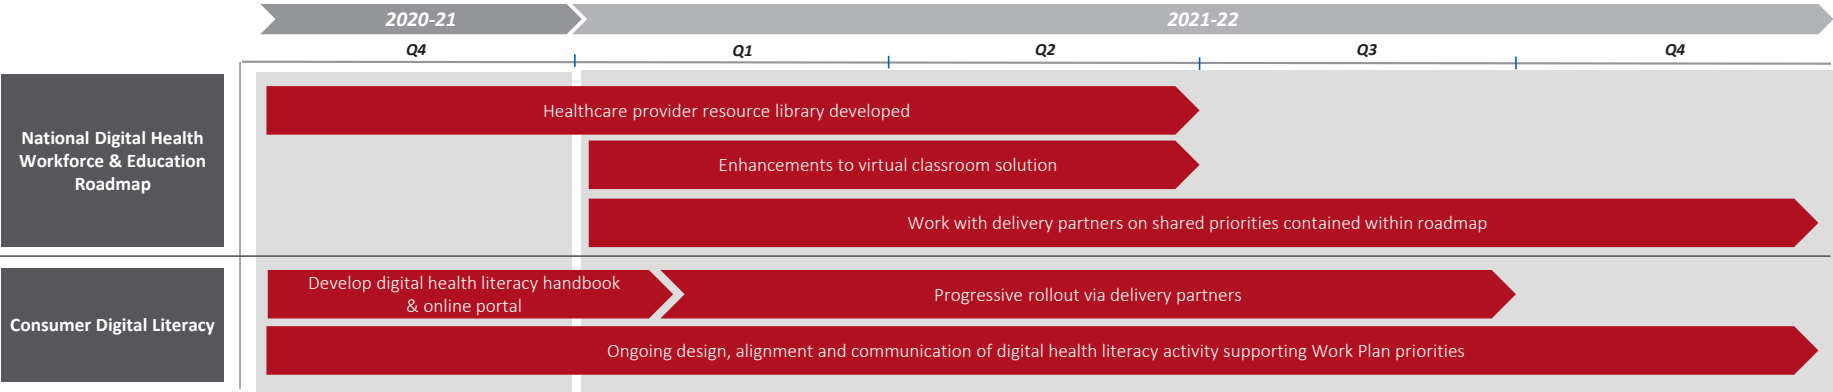 2020-21
2021-22
Q4
Q1
Q2
Q3
Q4
National Digital Health
Workforce & Education
Roadmap
Healthcare provider resource library developed
Enhancements to virtual classroom solution
Work with delivery partners on shared priorities contained within roadmap
Consumer Digital Literacy
Develop digital health literacy handbook
& online portal
Progressive rollout via delivery partners
Ongoing design, alignment and communication of digital health literacy activity supporting Work Plan priorities